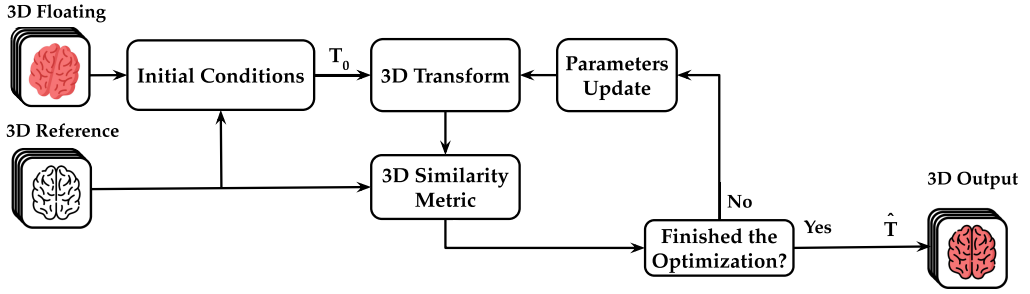 3D Floating
Initial Conditions
T₀
3D Transform
Parameters
Update
3D Reference
3D Similarity
Metric
No
Finished the
Optimization?
Yes
T̂
3D Output